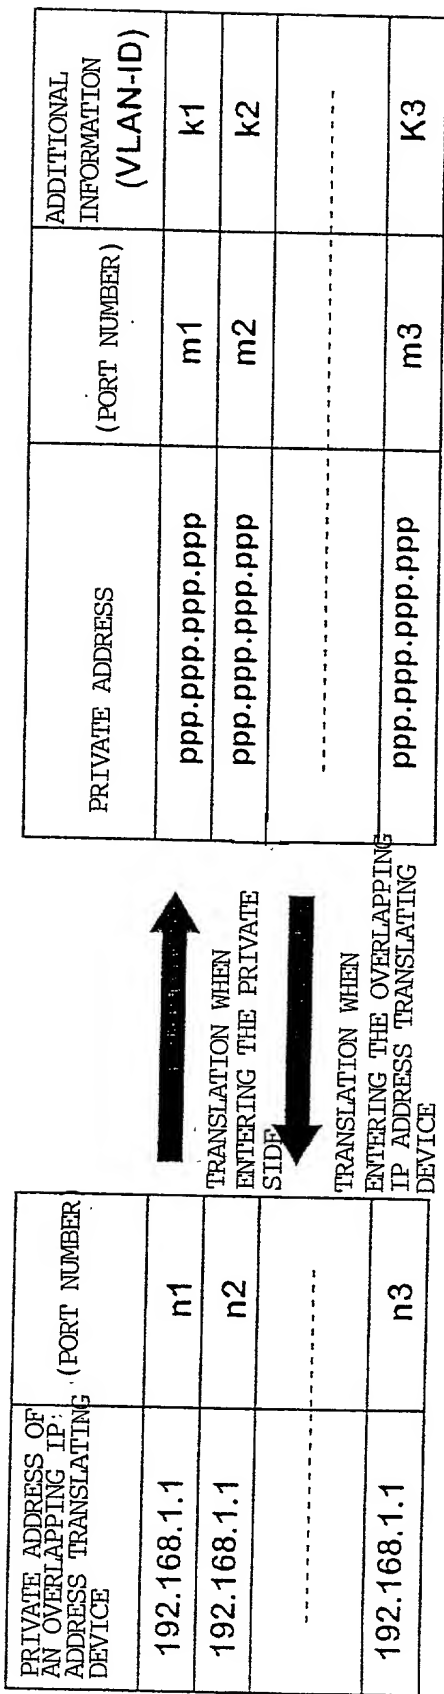 PRIVATE ADDRESS OF
AN OVERLAPPING IP
ADDRESS TRANSLATING
DEVICE
(PORT NUMBER)
192.168.1.1 n1
192.168.1.1 n2
192.168.1.1 n3
TRANSLATION WHEN
ENTERING THE PRIVATE
SIDE
TRANSLATION WHEN
ENTERING THE OVERLAPPING
IP ADDRESS TRANSLATING
DEVICE
PRIVATE ADDRESS
(PORT NUMBER)
ADDITIONAL
INFORMATION
(VLAN-ID)
ppp.ppp.ppp.ppp m1 k1
ppp.ppp.ppp.ppp m2 k2
ppp.ppp.ppp.ppp m3 K3